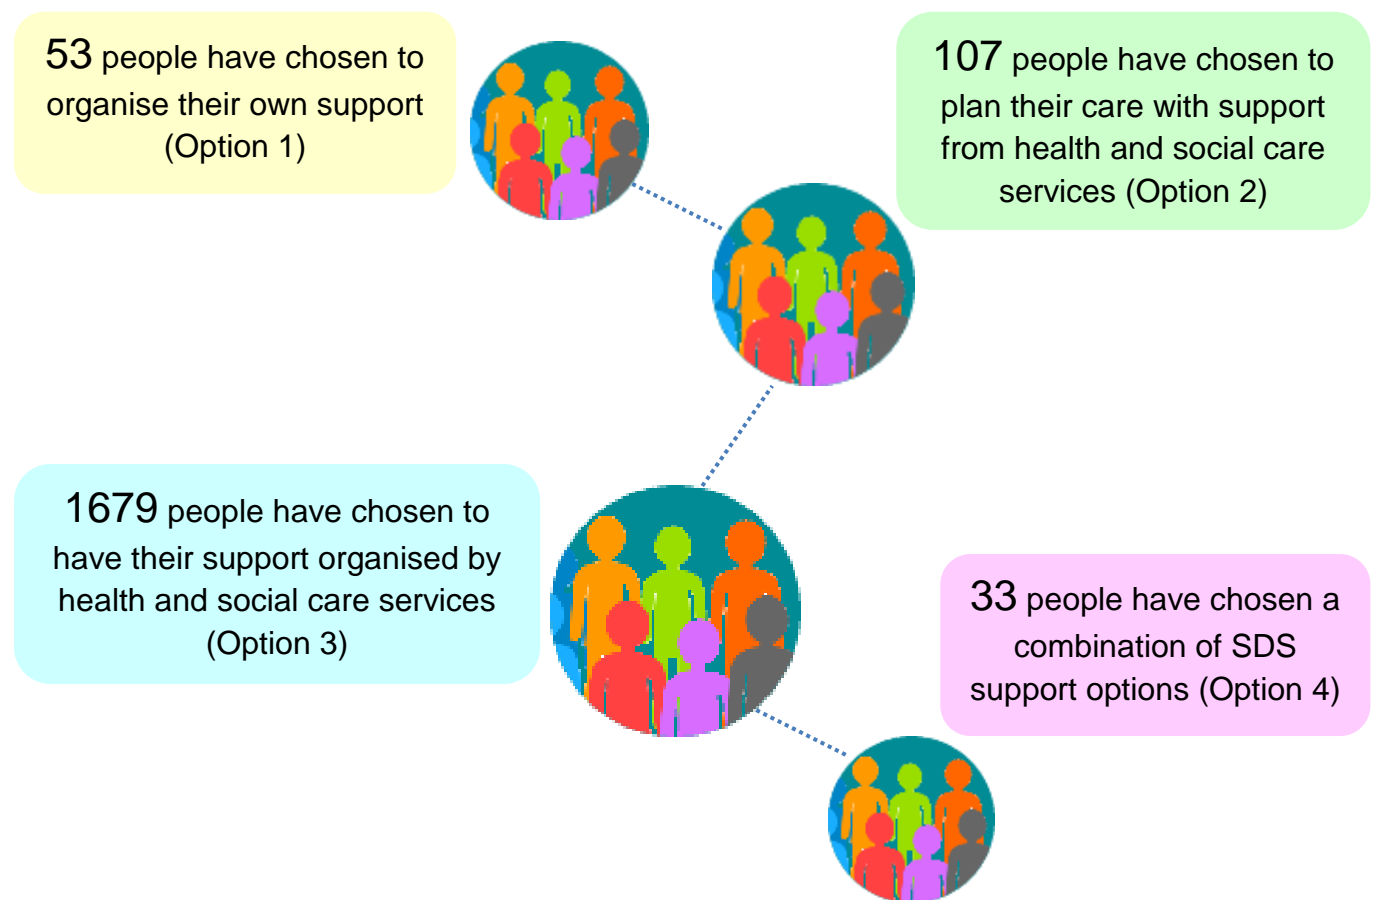 53 people have chosen to
organise their own support
(Option 1)
107 people have chosen to
plan their care with support
from health and social care
services (Option 2)
1679 people have chosen to
have their support organised by
health and social care services
(Option 3)
33 people have chosen a
combination of SDS
support options (Option 4)